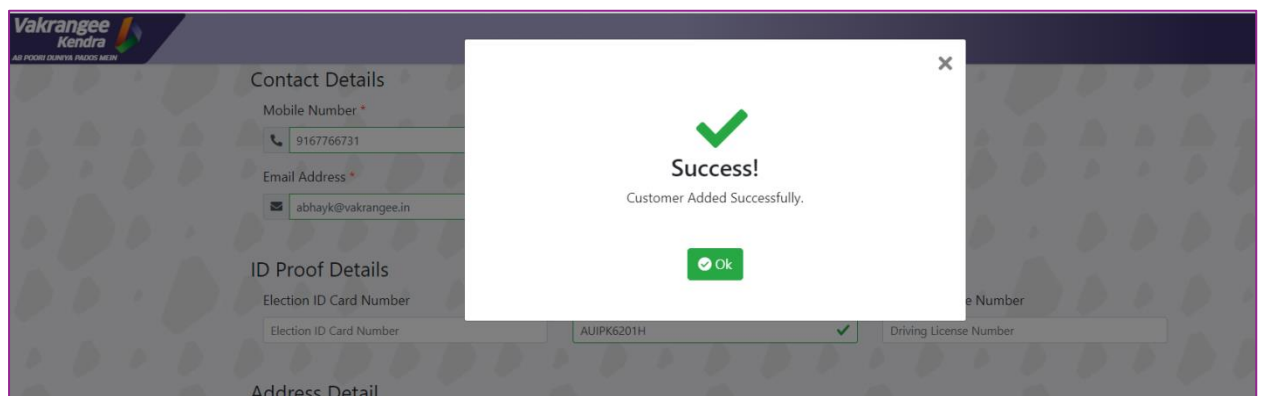 Vakrangee
Kendra
AB POORI DUNIYA PADOS MEIN
Contact Details
Mobile Number *
9167766731
Email Address *
abhayk@vakrangee.in
Success!
Customer Added Successfully.
Ok
ID Proof Details
Election ID Card Number
e Number
Election ID Card Number
AUIPK6201H
Driving License Number
Address Detail